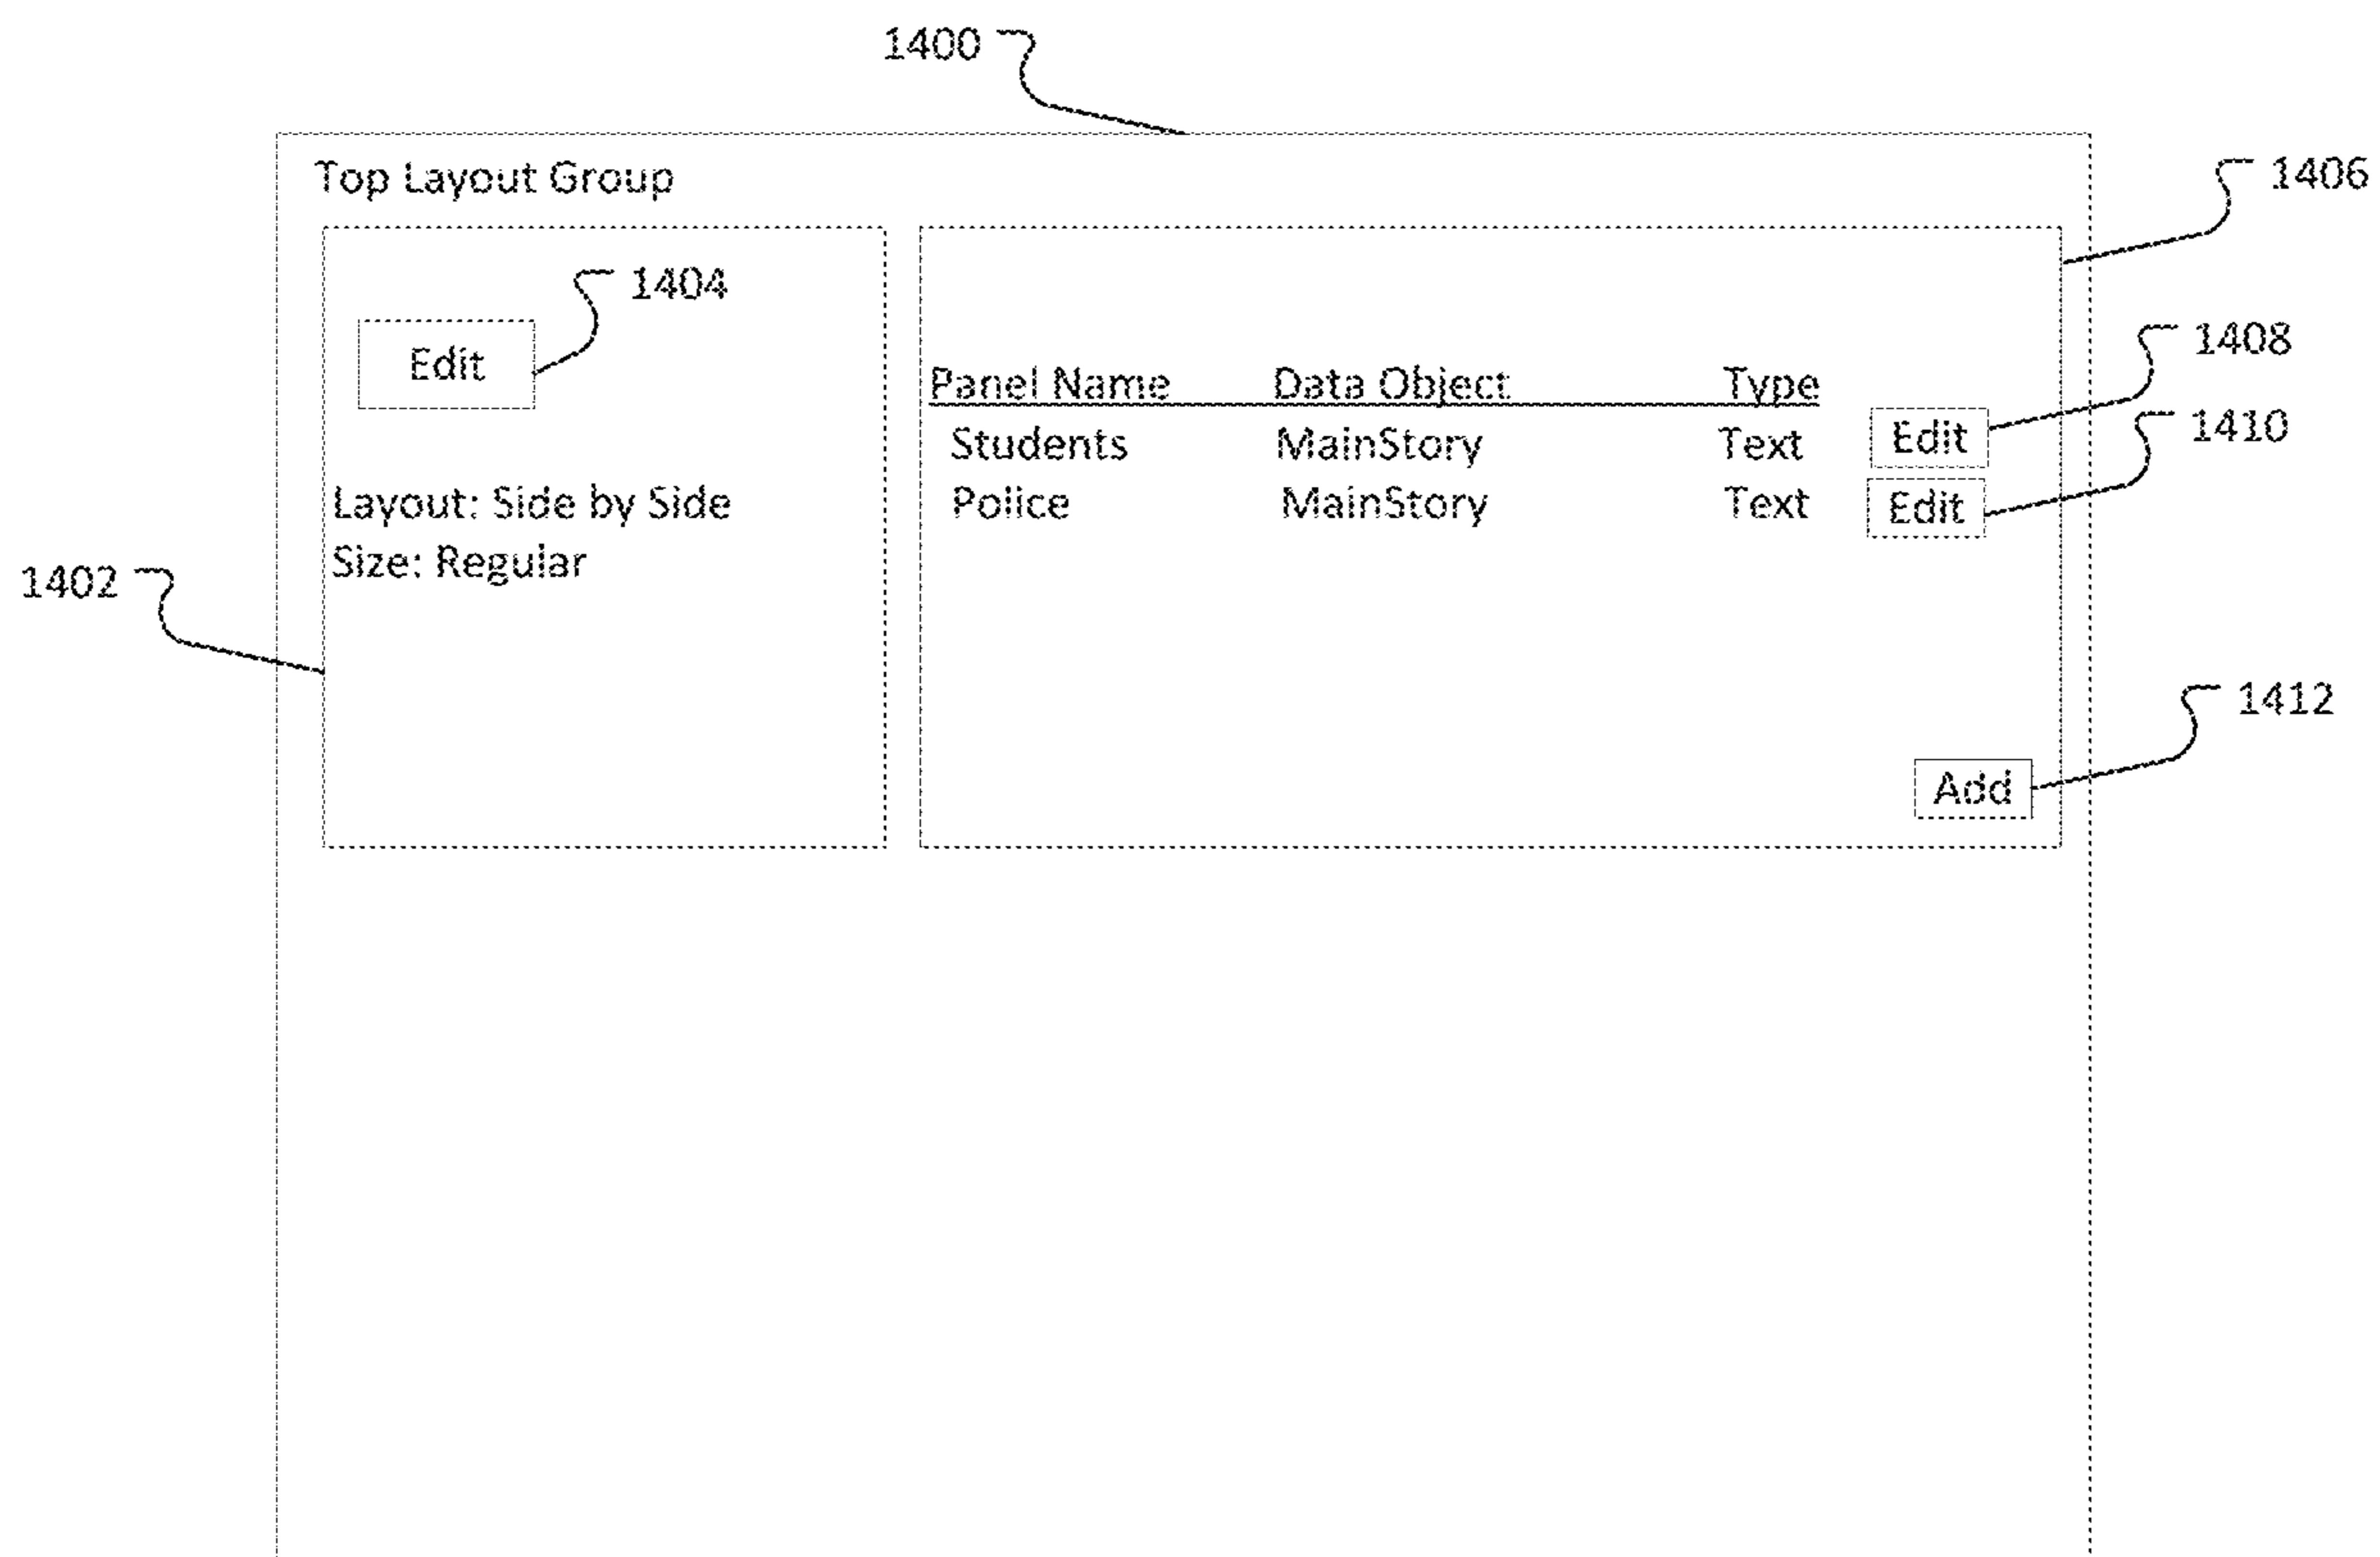 1400
Top Layout Group
1406
1404
Edit
1408
Panel Name Data Object Type
1410
Students MainStory Text Edit
Layout: Side by Side
Police MainStory Text Edit
Size: Regular
1402
1412
Add